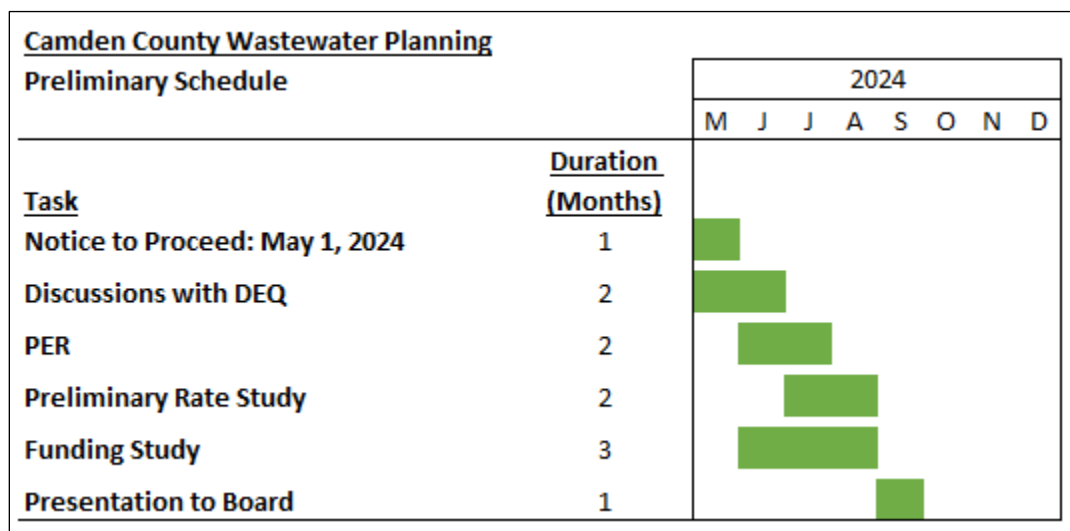 Camden County Wastewater Planning
Preliminary Schedule
2024
M J J A S O N D
Duration
Task (Months)
Notice to Proceed: May 1, 2024 1
Discussions with DEQ 2
PER 2
Preliminary Rate Study 2
Funding Study 3
Presentation to Board 1